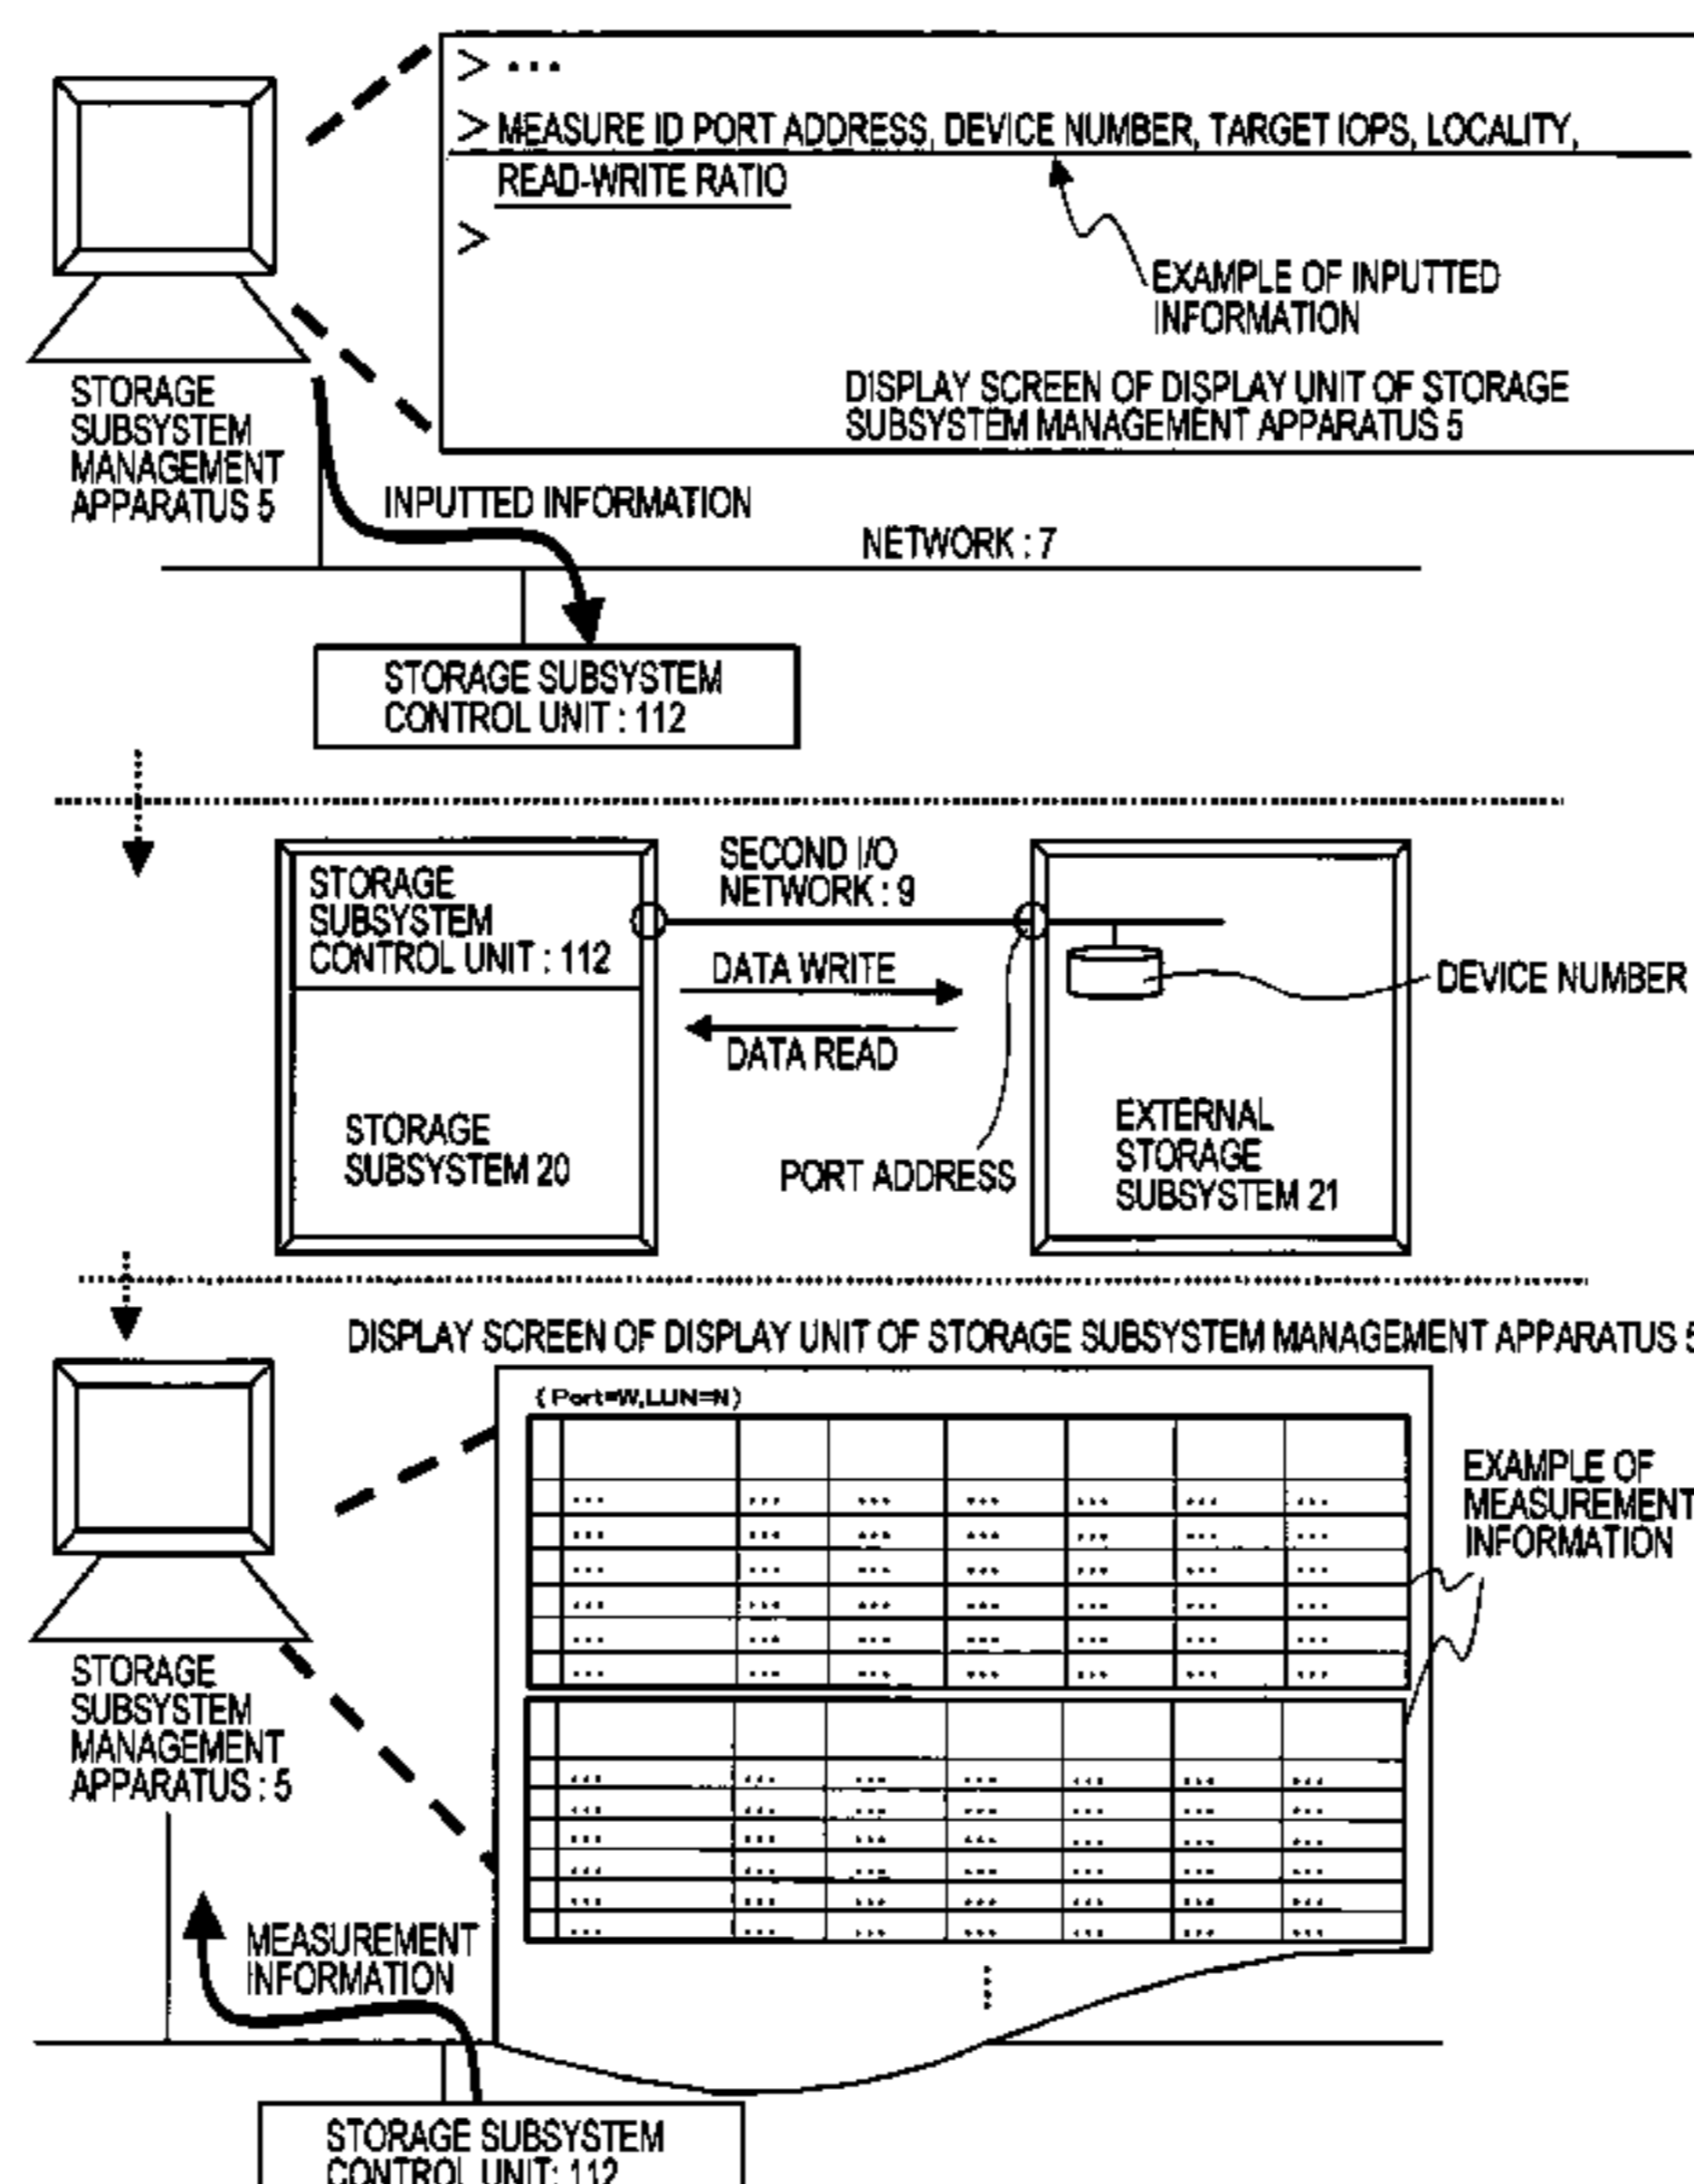 > ...
> MEASURE ID PORT ADDRESS, DEVICE NUMBER, TARGET IOPS, LOCALITY,
READ-WRITE RATIO
>
EXAMPLE OF INPUTTED
INFORMATION
DISPLAY SCREEN OF DISPLAY UNIT OF STORAGE
SUBSYSTEM MANAGEMENT APPARATUS 5
STORAGE
SUBSYSTEM
MANAGEMENT
APPARATUS 5
INPUTTED INFORMATION
NETWORK : 7
STORAGE SUBSYSTEM
CONTROL UNIT : 112
STORAGE
SUBSYSTEM
CONTROL UNIT : 112
SECOND I/O
NETWORK : 9
DATA WRITE
DATA READ
DEVICE NUMBER
STORAGE
SUBSYSTEM 20
PORT ADDRESS
EXTERNAL
STORAGE
SUBSYSTEM 21
DISPLAY SCREEN OF DISPLAY UNIT OF STORAGE SUBSYSTEM MANAGEMENT APPARATUS 5
(Port=W,LUN=N)
... ... ... ... ... ... ...
... ... ... ... ... ... ...
... ... ... ... ... ... ...
... ... ... ... ... ... ...
... ... ... ... ... ... ...
... ... ... ... ... ... ...
EXAMPLE OF
MEASUREMENT
INFORMATION
... ... ... ... ... ... ...
... ... ... ... ... ... ...
... ... ... ... ... ... ...
... ... ... ... ... ... ...
... ... ... ... ... ... ...
... ... ... ... ... ... ...
STORAGE
SUBSYSTEM
MANAGEMENT
APPARATUS : 5
MEASUREMENT
INFORMATION
STORAGE SUBSYSTEM
CONTROL UNIT: 112